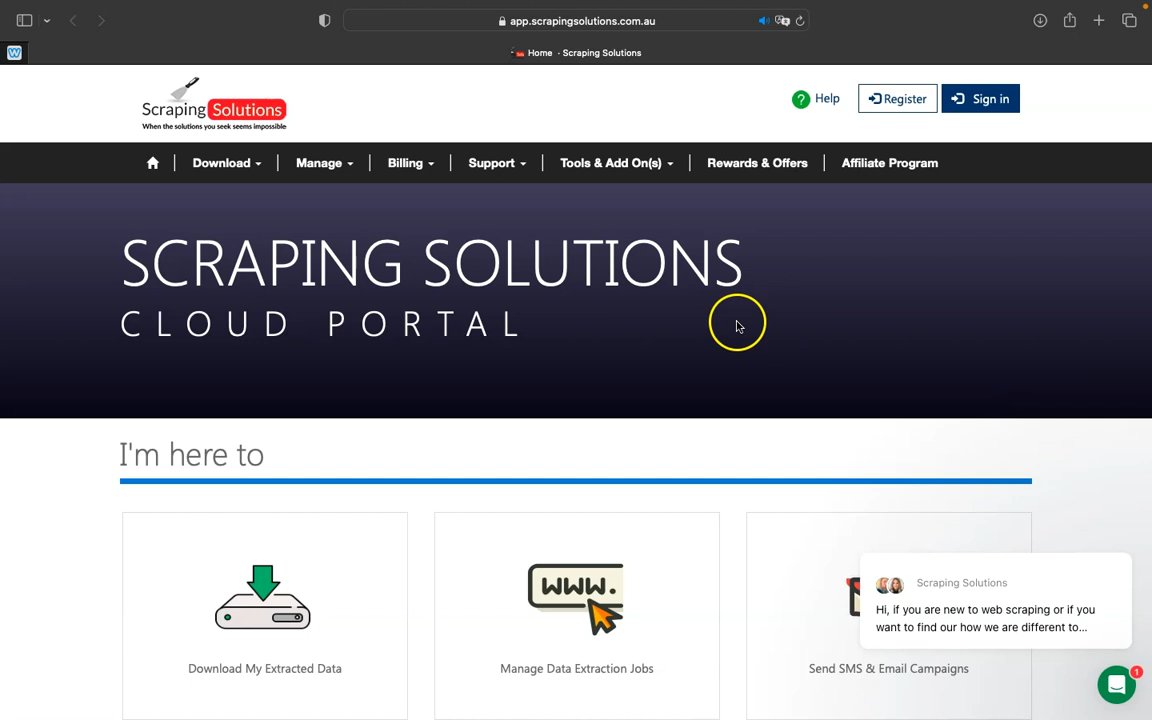 app.scrapingsolutions.com.au
Home - Scraping Solutions
Scraping Solutions
When the solutions you seek seems impossible
Help
Register
Sign in
Download
Manage
Billing
Support
Tools & Add On(s)
Rewards & Offers
Affiliate Program
SCRAPING SOLUTIONS
CLOUD PORTAL
I'm here to
WWW.
Download My Extracted Data
Manage Data Extraction Jobs
Send SMS & Email Campaigns
Scraping Solutions
Hi, if you are new to web scraping or if you
want to find our how we are different to...
1